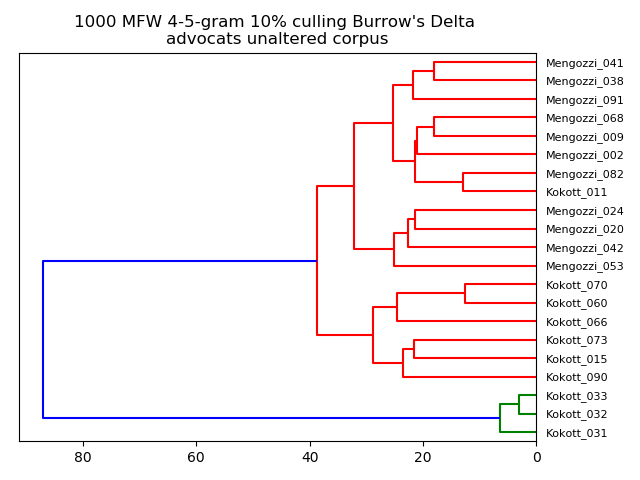 1000 MFW 4-5-gram 10% culling Burrow's Delta
advocats unaltered corpus
Mengozzi_041
Mengozzi_038
Mengozzi_091
Mengozzi_068
Mengozzi_009
Mengozzi_002
Mengozzi_082
Kokott_011
Mengozzi_024
Mengozzi_020
Mengozzi_042
Mengozzi_053
Kokott_070
Kokott_060
Kokott_066
Kokott_073
Kokott_015
Kokott_090
Kokott_033
Kokott_032
Kokott_031
80 60 40 20 0